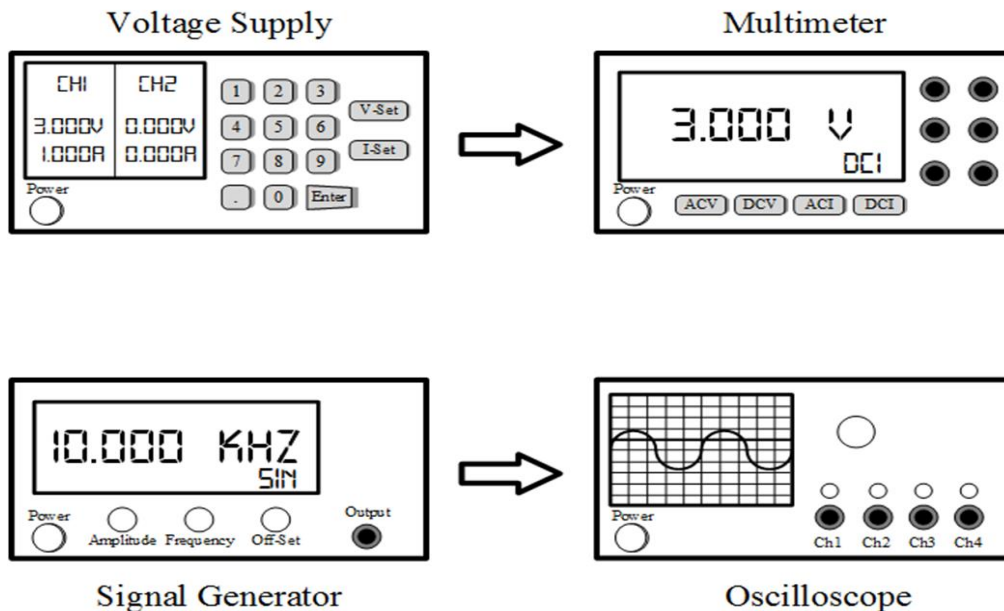 Voltage Supply
CH1 CH2
3.000V 0.000V
1.000A 0.000A
1 2 3
4 5 6
7 8 9
. 0 Enter
V-Set
I-Set
Power
Multimeter
3.000 V
DCI
Power
ACV DCV ACI DCI
10.000 KHZ
SIN
Power
Amplitude Frequency Off-Set
Output
Signal Generator
Power
Ch1 Ch2 Ch3 Ch4
Oscilloscope